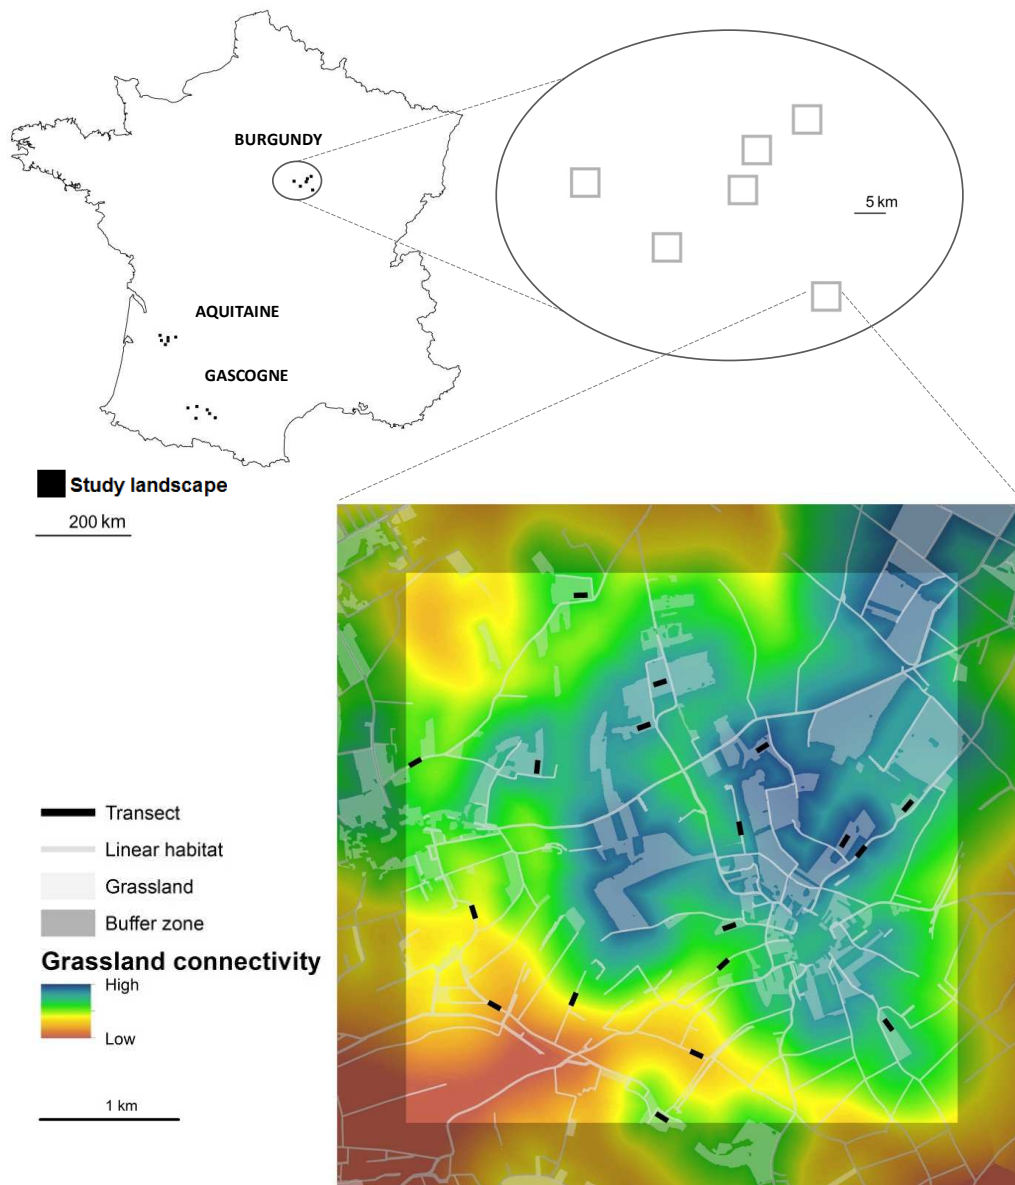 BURGUNDY
5 km
AQUITAINE
GASCOGNE
Study landscape
200 km
Transect
Linear habitat
Grassland
Buffer zone
Grassland connectivity
High
Low
1 km